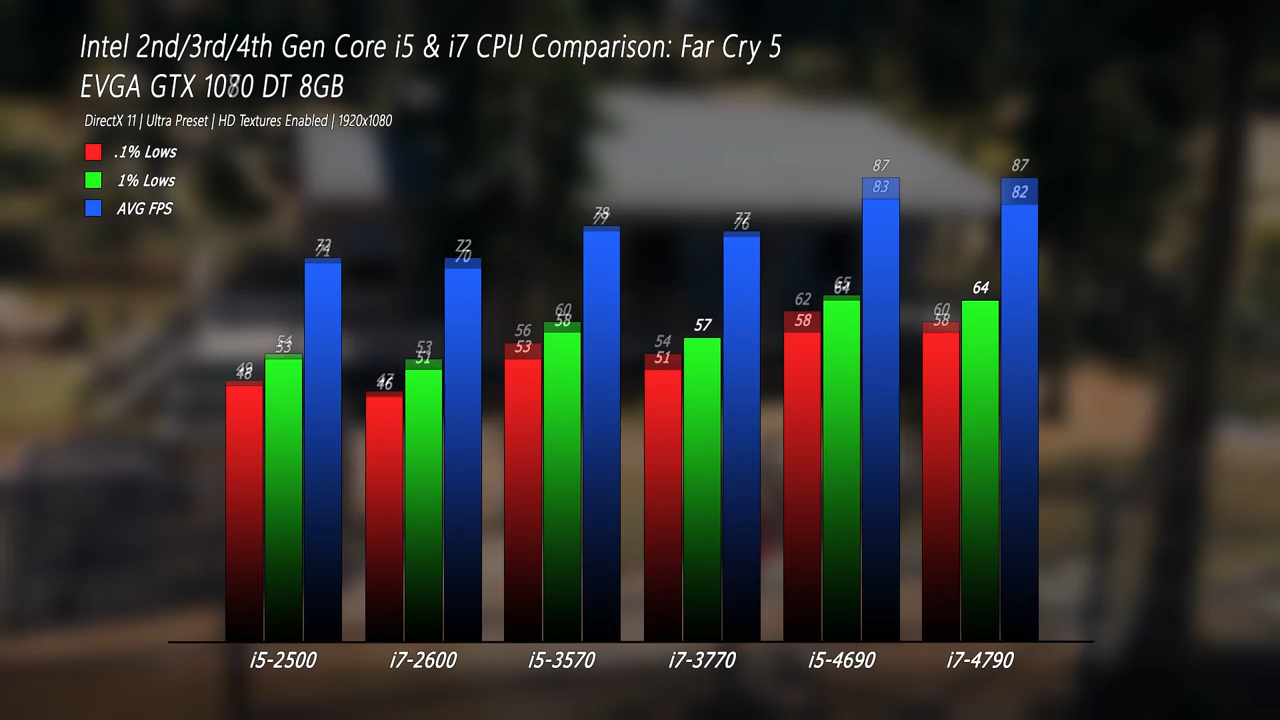 Intel 2nd/3rd/4th Gen Core i5 & i7 CPU Comparison: Far Cry 5
EVGA GTX 1080 DT 8GB
DirectX 11 | Ultra Preset | HD Textures Enabled | 1920x1080
.1% Lows
1% Lows
AVG FPS
49 48 54 53 72 71
47 46 53 51 72 70
56 53 60 58 78 77
54 51 57 77 76
62 58 65 64 87 83
60 58 64 87 82
i5-2500 i7-2600 i5-3570 i7-3770 i5-4690 i7-4790